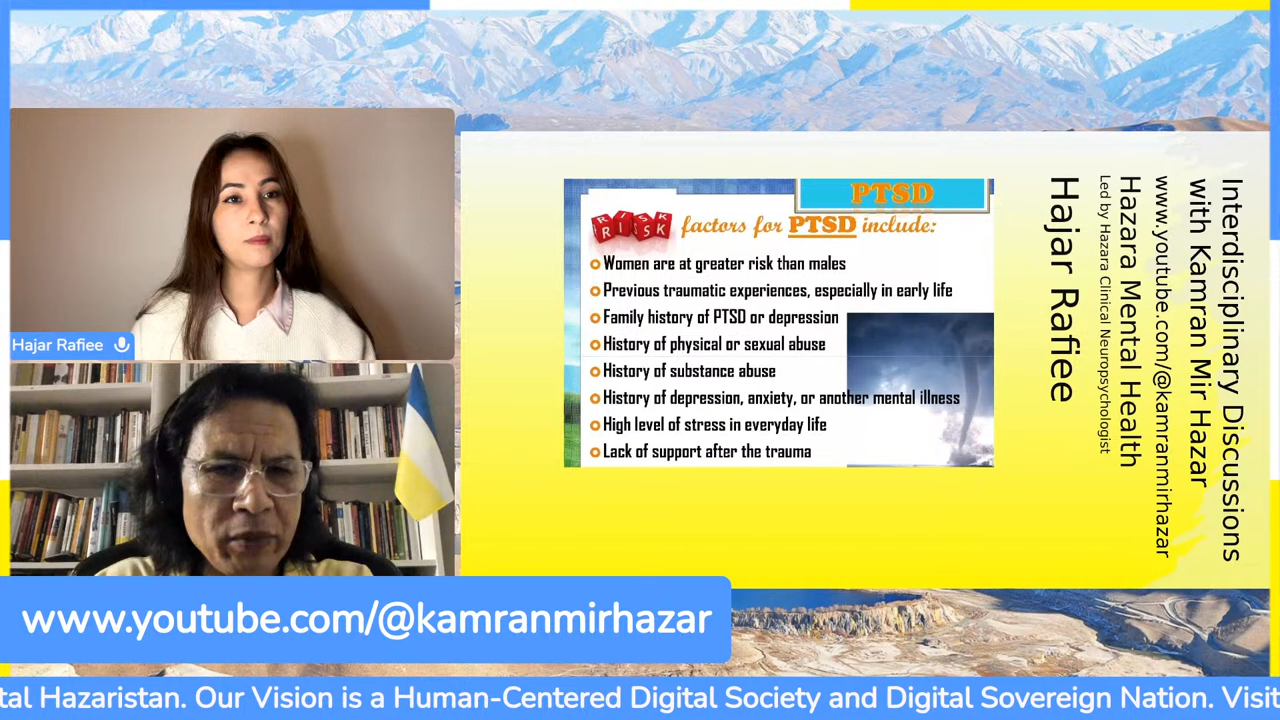 Hajar Rafiee
PTSD
RISK
RISK
factors for PTSD include:
Women are at greater risk than males
Previous traumatic experiences, especially in early life
Family history of PTSD or depression
History of physical or sexual abuse
History of substance abuse
History of depression, anxiety, or another mental illness
High level of stress in everyday life
Lack of support after the trauma
Interdisciplinary Discussions
with Kamran Mir Hazar
www.youtube.com/@kamranmirhazar
Hazara Mental Health
Led by Hazara Clinical Neuropsychologist
Hajar Rafiee
www.youtube.com/@kamranmirhazar
tal Hazaristan. Our Vision is a Human-Centered Digital Society and Digital Sovereign Nation. Visit